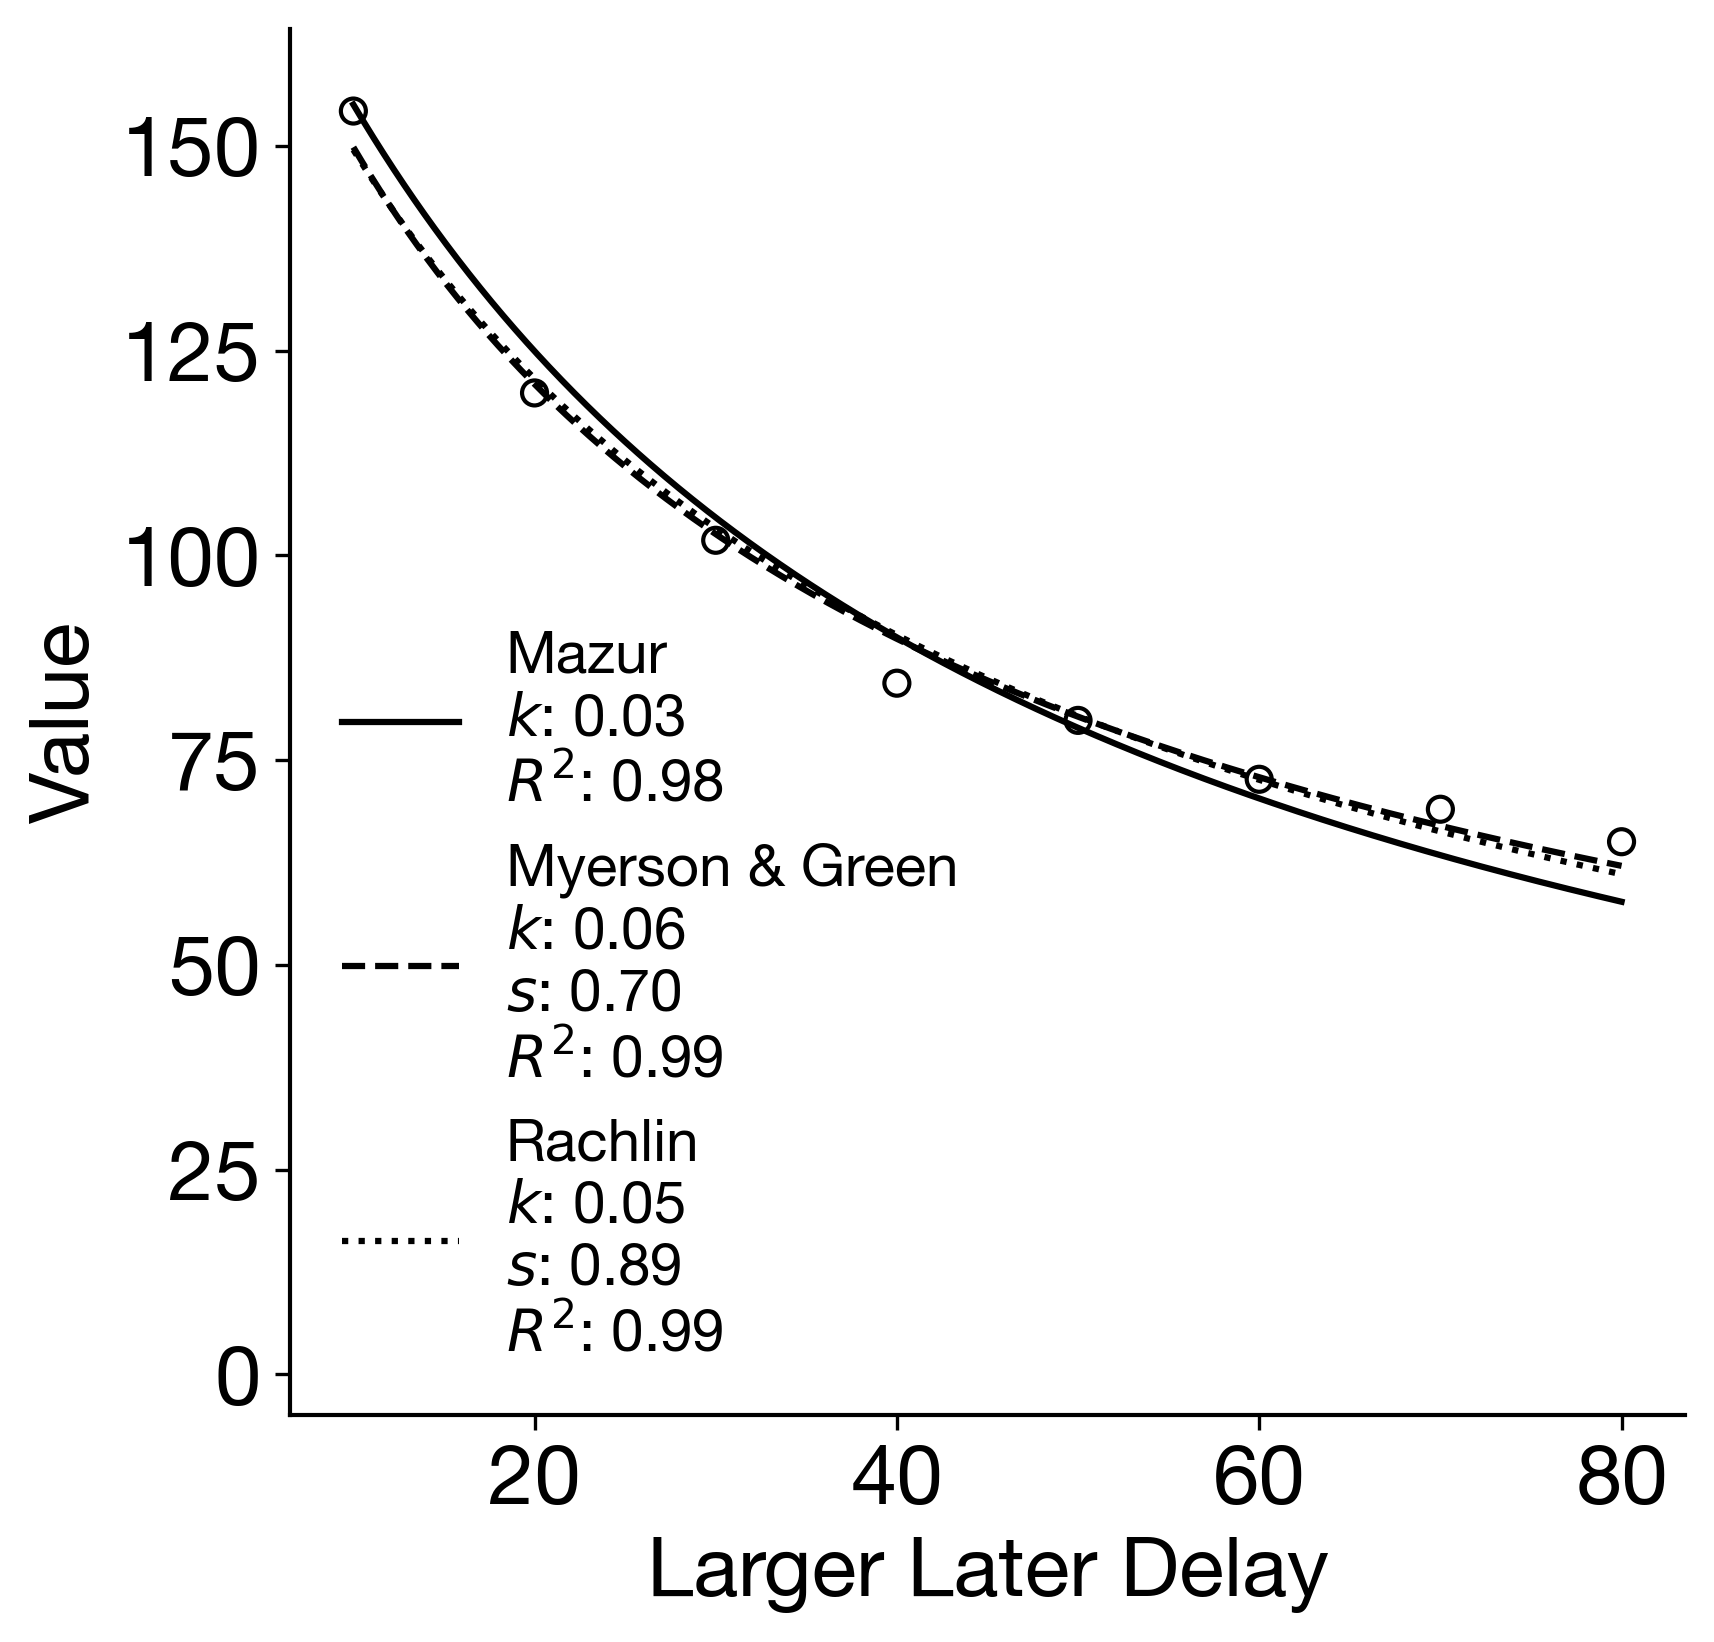 150
125
100
75
50
25
0
Value
Mazur
k: 0.03
R²: 0.98
Myerson & Green
k: 0.06
s: 0.70
R²: 0.99
Rachlin
k: 0.05
s: 0.89
R²: 0.99
20 40 60 80
Larger Later Delay